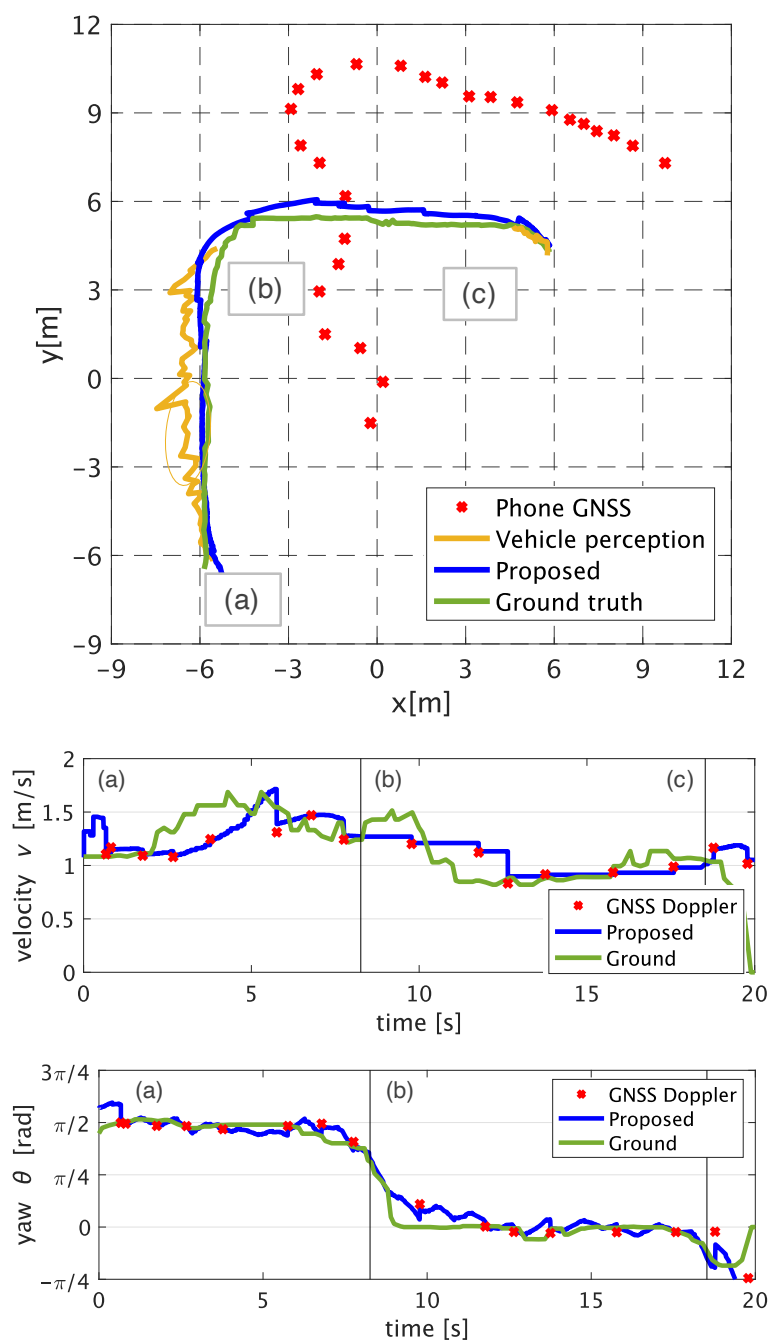 12
9
6
3
0
−3
−6
−9
y[m]
(b)
(c)
(a)
Phone GNSS
Vehicle perception
Proposed
Ground truth
−9 −6 −3 0 3 6 9 12
x[m]
2
1.5
1
0.5
0
velocity v [m/s]
(a) (b) (c)
GNSS Doppler
Proposed
Ground
0 5 10 15 20
time [s]
3π/4
π/2
π/4
0
−π/4
yaw θ [rad]
(a) (b)
GNSS Doppler
Proposed
Ground
0 5 10 15 20
time [s]